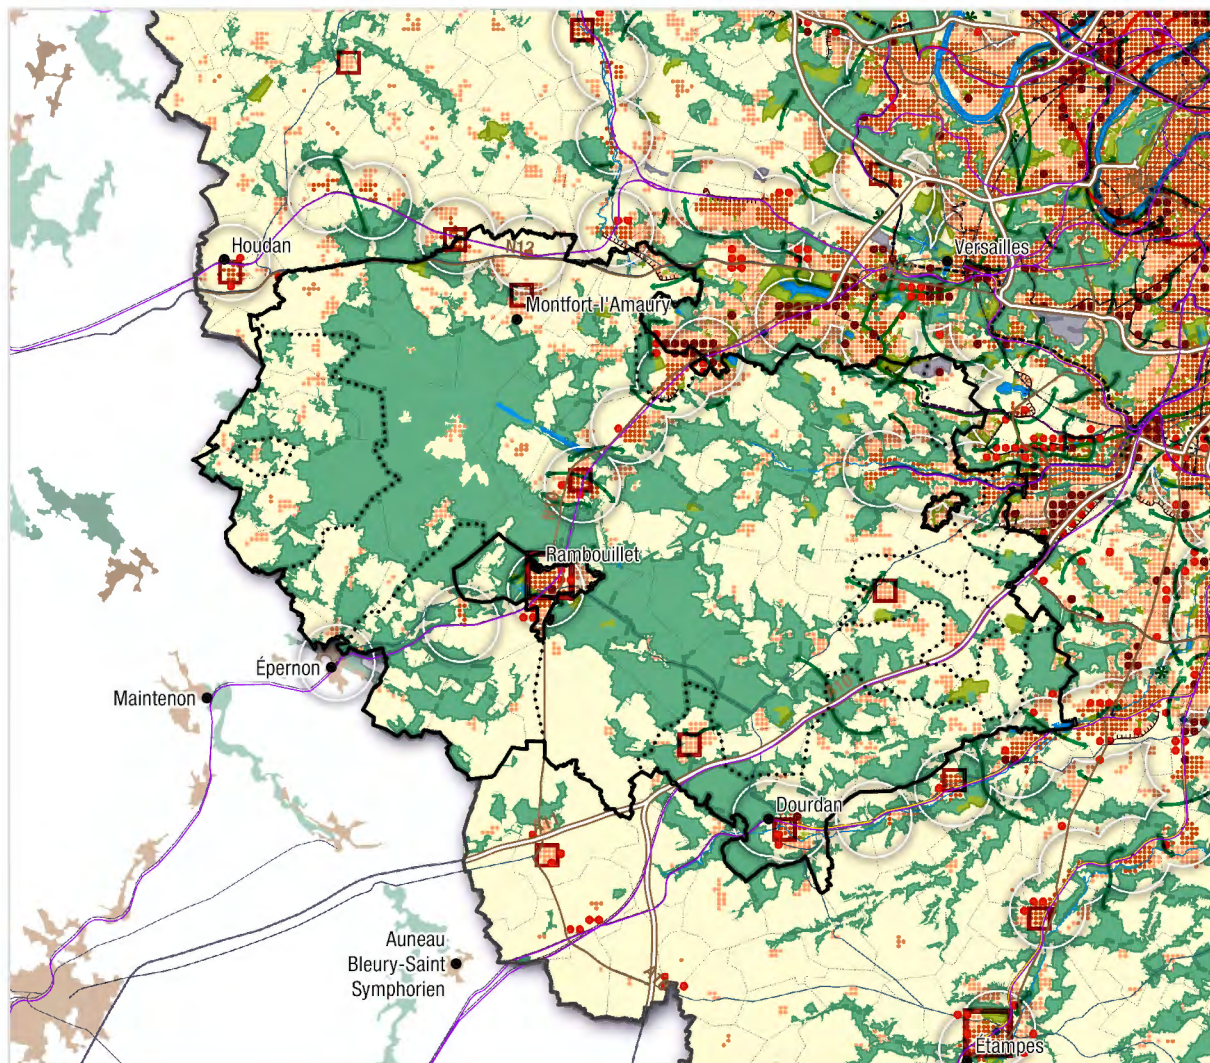 Houdan
N12
Versailles
Montfort-l'Amaury
Rambouillet
Épernon
Maintenon
Dourdan
Auneau
Bleury-Saint
Symphorien
Étampes